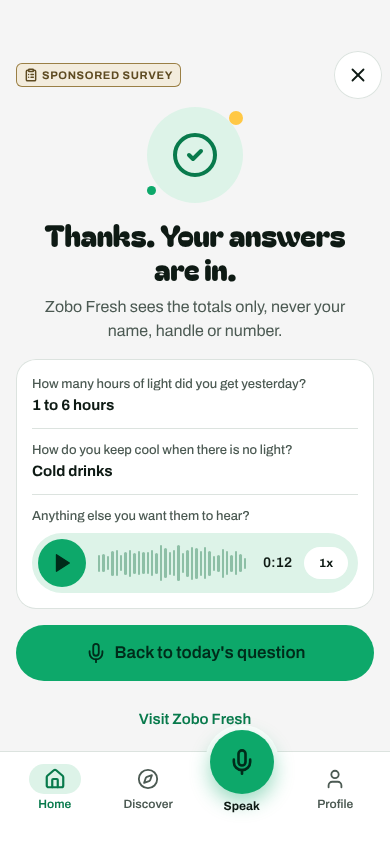 SPONSORED SURVEY
Thanks. Your answers
are in.
Zobo Fresh sees the totals only, never your
name, handle or number.
How many hours of light did you get yesterday?
1 to 6 hours
How do you keep cool when there is no light?
Cold drinks
Anything else you want them to hear?
0:12
1x
Back to today's question
Visit Zobo Fresh
Home
Discover
Speak
Profile